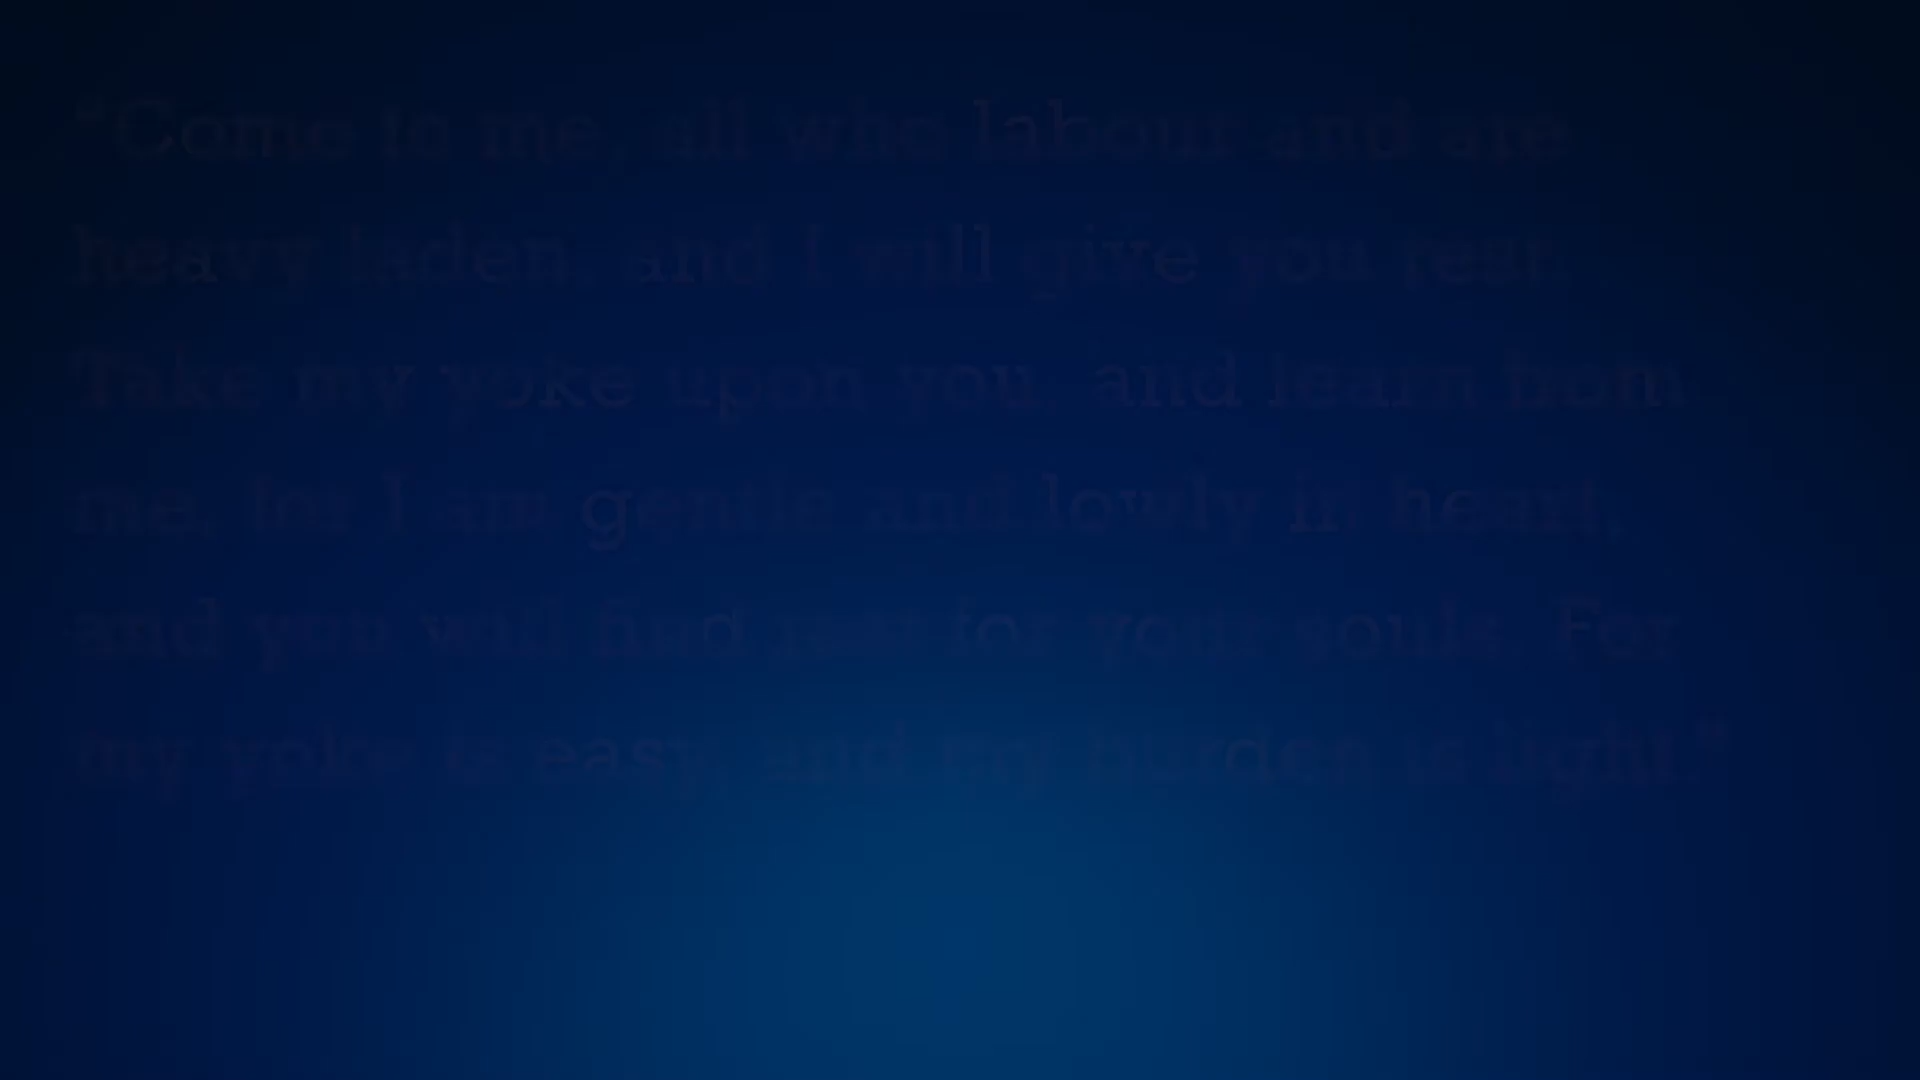 "Come to me, all who labour and are
heavy laden, and I will give you rest.
Take my yoke upon you, and learn from
me, for I am gentle and lowly in heart,
and you will find rest for your souls. For
my yoke is easy, and my burden is light."